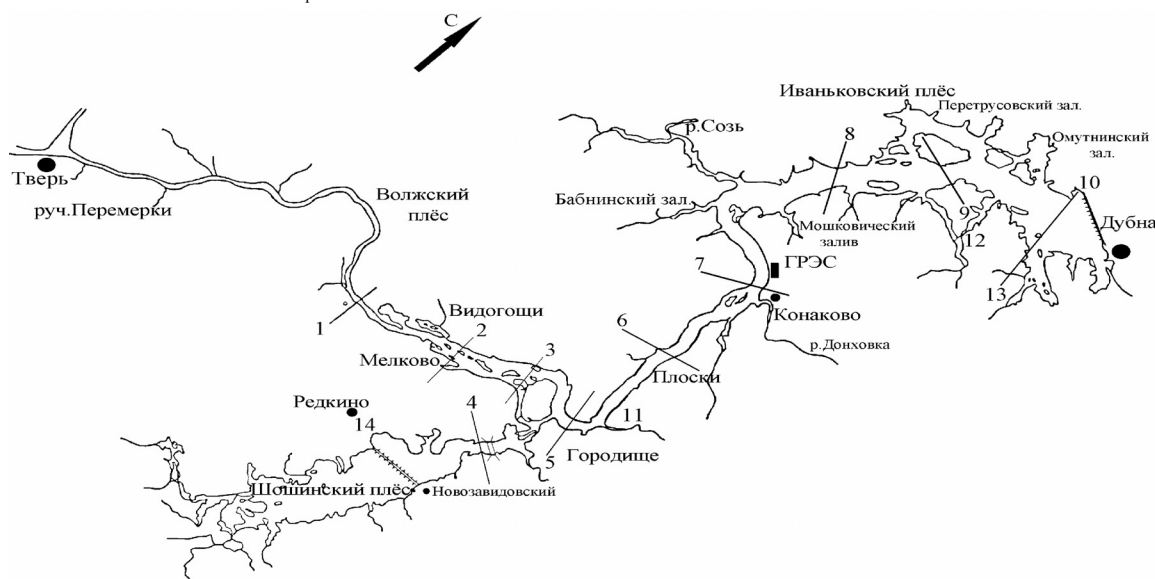 С
Иваньковский плёс
Перетрусовский зал.
р.Созь
8
Омутнинский
зал.
Тверь
10
руч.Перемерки
Волжский
плёс
Бабнинский зал.
Мошковический
залив
9
12
Дубна
ГРЭС
7
13
1
Видогощи
2
Конаково
6
Мелково
3
р.Донховка
Плоски
Редкино
4
14
11
5
Городище
Шошинский плёс
Новозавидовский